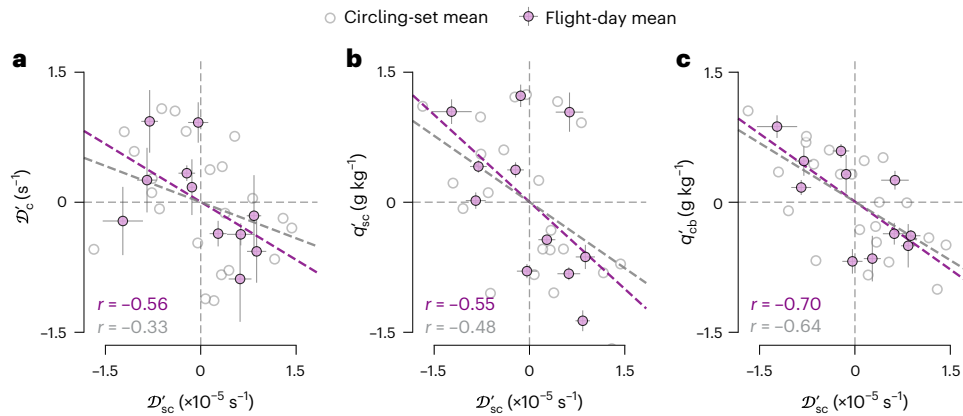 Circling-set mean Flight-day mean
a b c
1.5 1.5 1.5
𝒟′c (s⁻¹) q′sc (g kg⁻¹) q′cb (g kg⁻¹)
0 0 0
r = −0.56 r = −0.55 r = −0.70
r = −0.33 r = −0.48 r = −0.64
−1.5 −1.5 −1.5
−1.5 0 1.5 −1.5 0 1.5 −1.5 0 1.5
𝒟′sc (×10⁻⁵ s⁻¹) 𝒟′sc (×10⁻⁵ s⁻¹) 𝒟′sc (×10⁻⁵ s⁻¹)